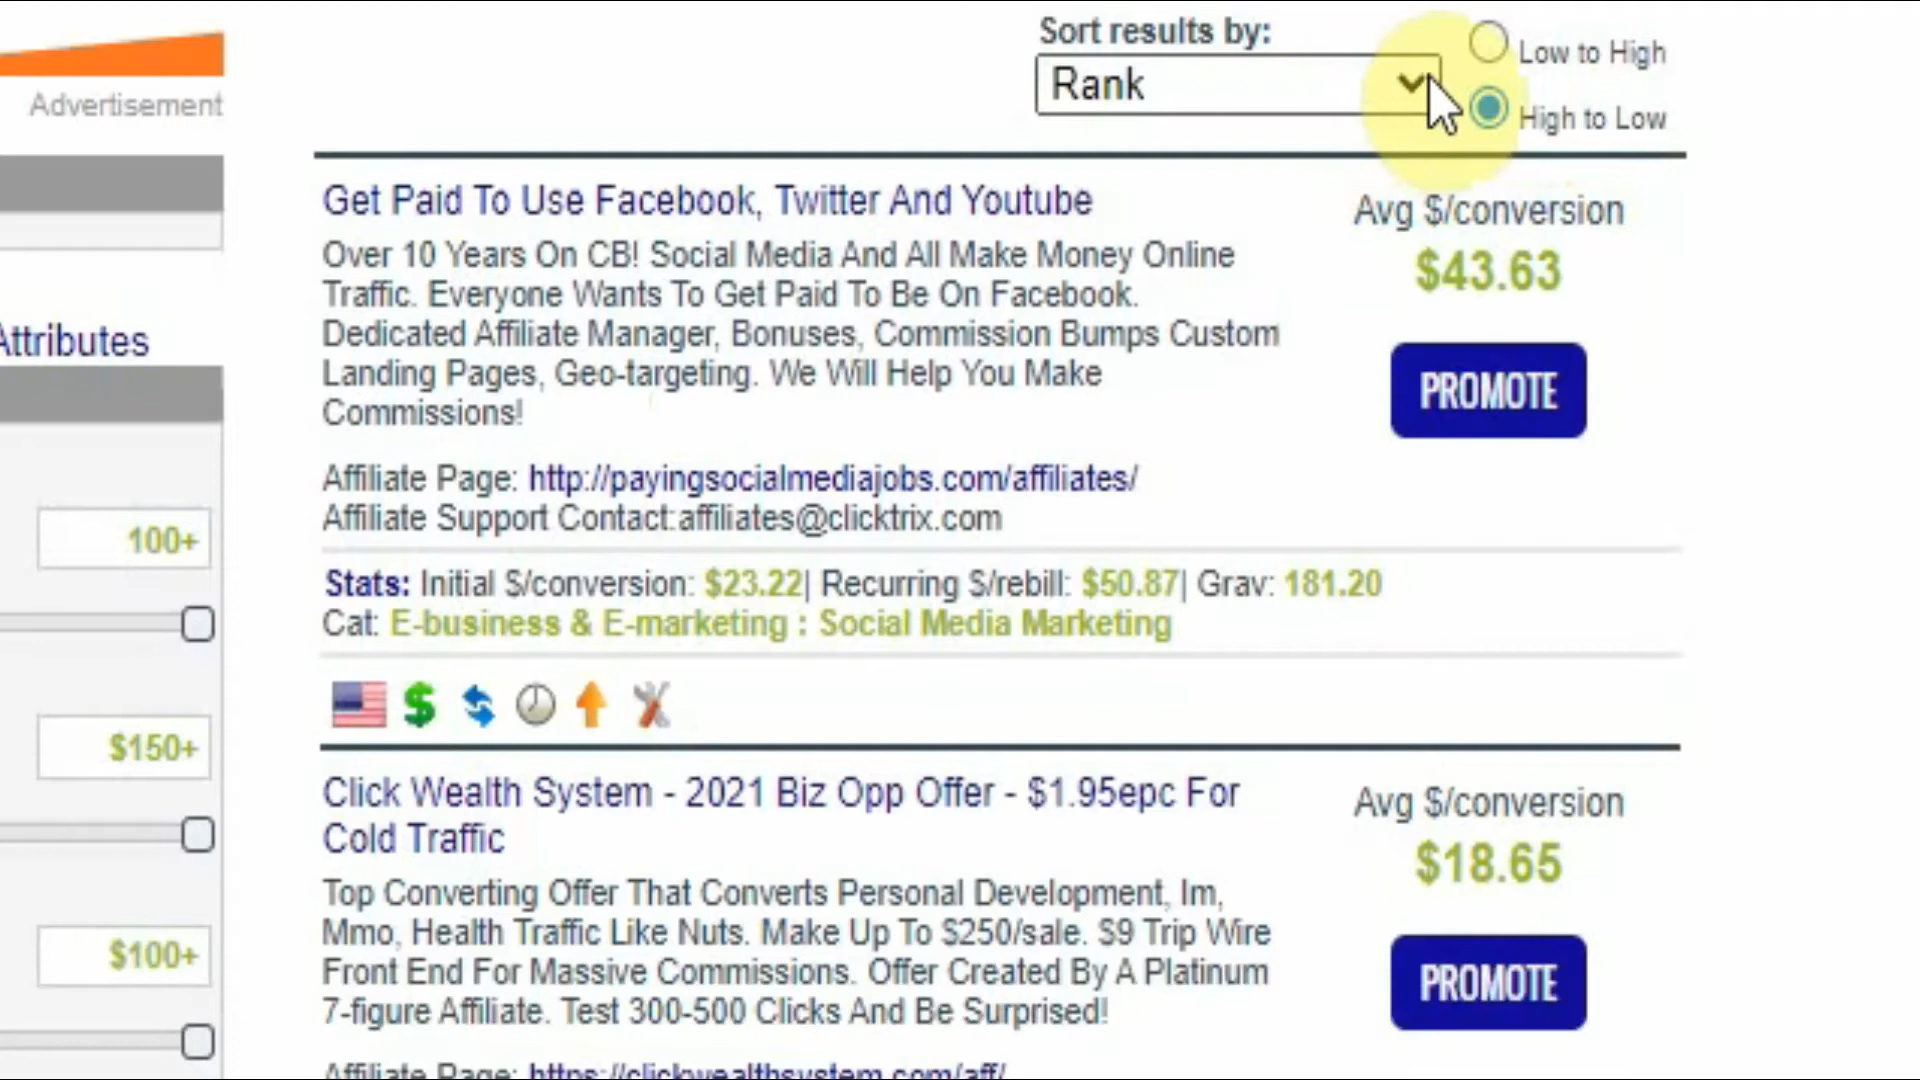 Sort results by:
Rank
Low to High
High to Low
Advertisement
Attributes
100+
$150+
$100+
Get Paid To Use Facebook, Twitter And Youtube
Over 10 Years On CB! Social Media And All Make Money Online
Traffic. Everyone Wants To Get Paid To Be On Facebook.
Dedicated Affiliate Manager, Bonuses, Commission Bumps Custom
Landing Pages, Geo-targeting. We Will Help You Make
Commissions!
Avg $/conversion
$43.63
PROMOTE
Affiliate Page: http://payingsocialmediajobs.com/affiliates/
Affiliate Support Contact:affiliates@clicktrix.com
Stats: Initial $/conversion: $23.22| Recurring $/rebill: $50.87| Grav: 181.20
Cat: E-business & E-marketing : Social Media Marketing
Click Wealth System - 2021 Biz Opp Offer - $1.95epc For
Cold Traffic
Top Converting Offer That Converts Personal Development, Im,
Mmo, Health Traffic Like Nuts. Make Up To $250/sale. $9 Trip Wire
Front End For Massive Commissions. Offer Created By A Platinum
7-figure Affiliate. Test 300-500 Clicks And Be Surprised!
Avg $/conversion
$18.65
PROMOTE
Affiliate Page: https://clickwealthsystem.com/aff/